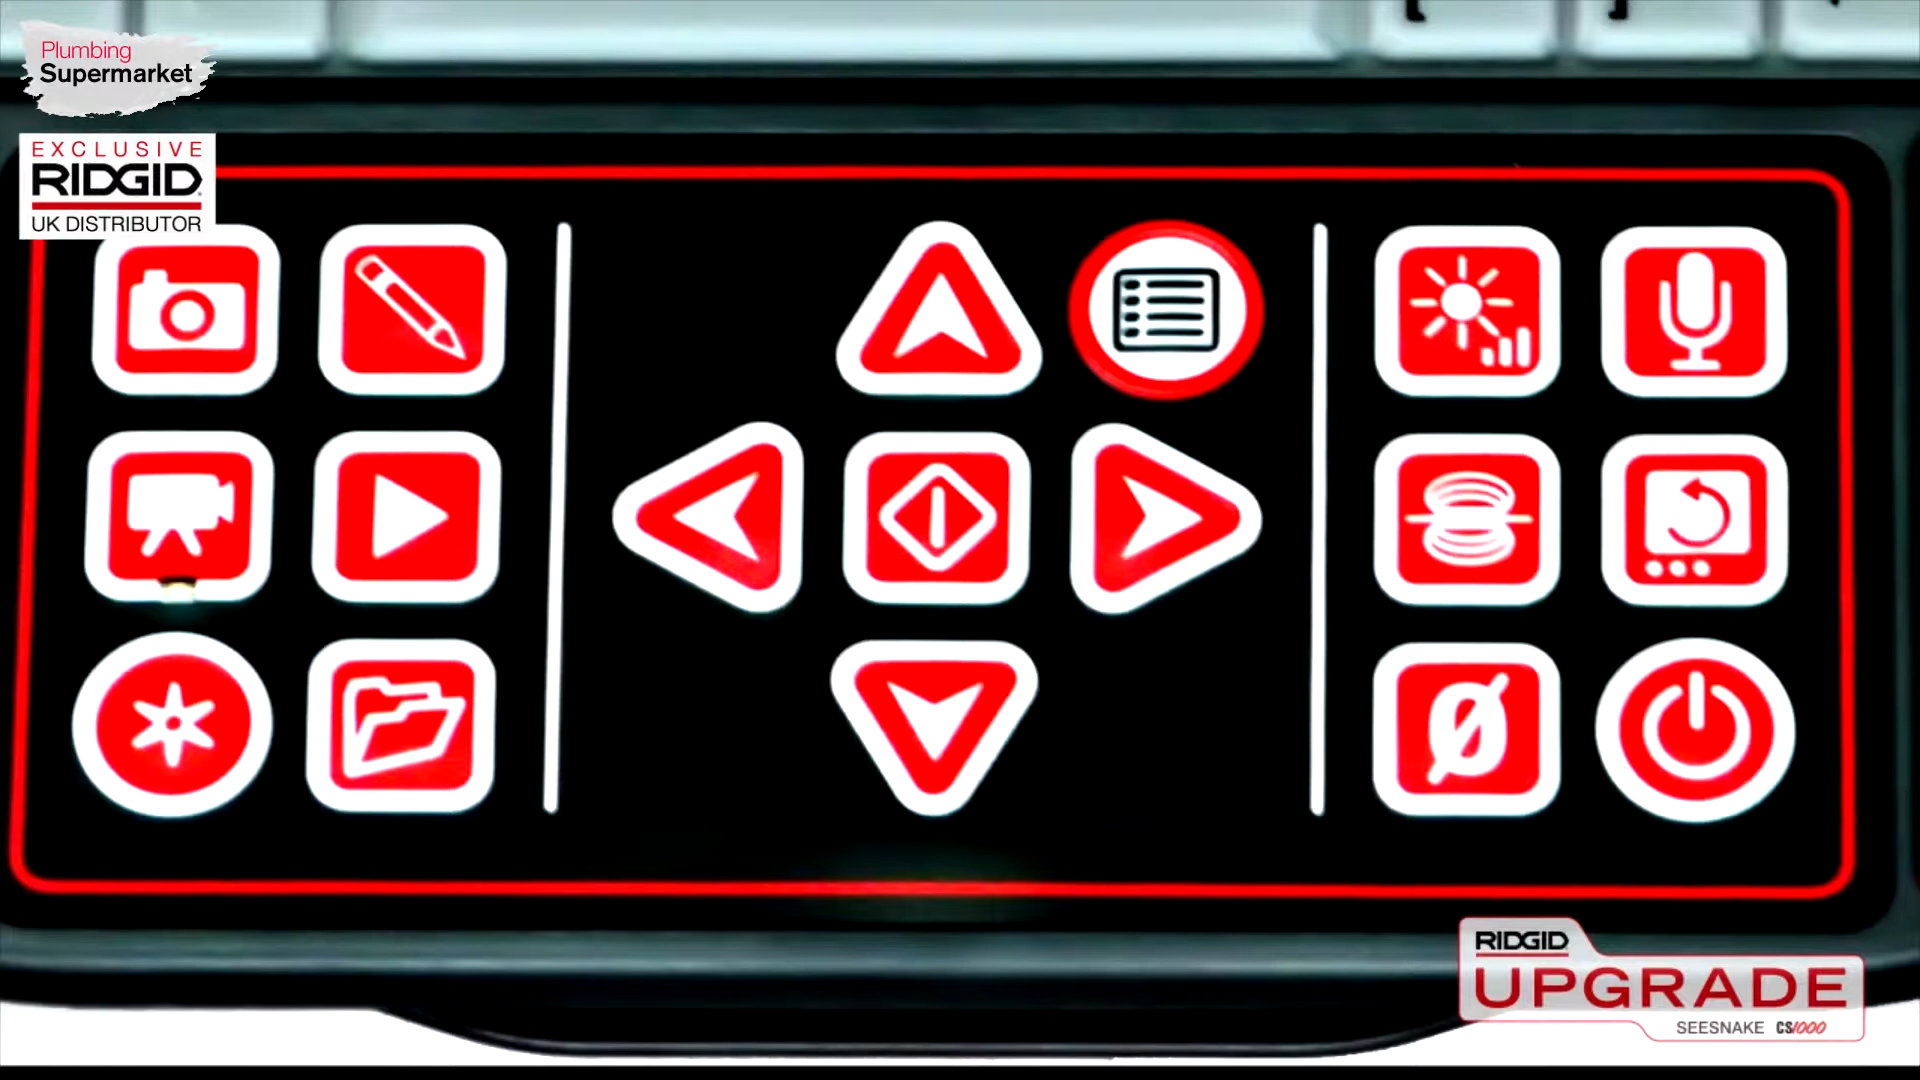 Plumbing
Supermarket
EXCLUSIVE
RIDGID
UK DISTRIBUTOR
RIDGID
UPGRADE
SEESNAKE CS1000